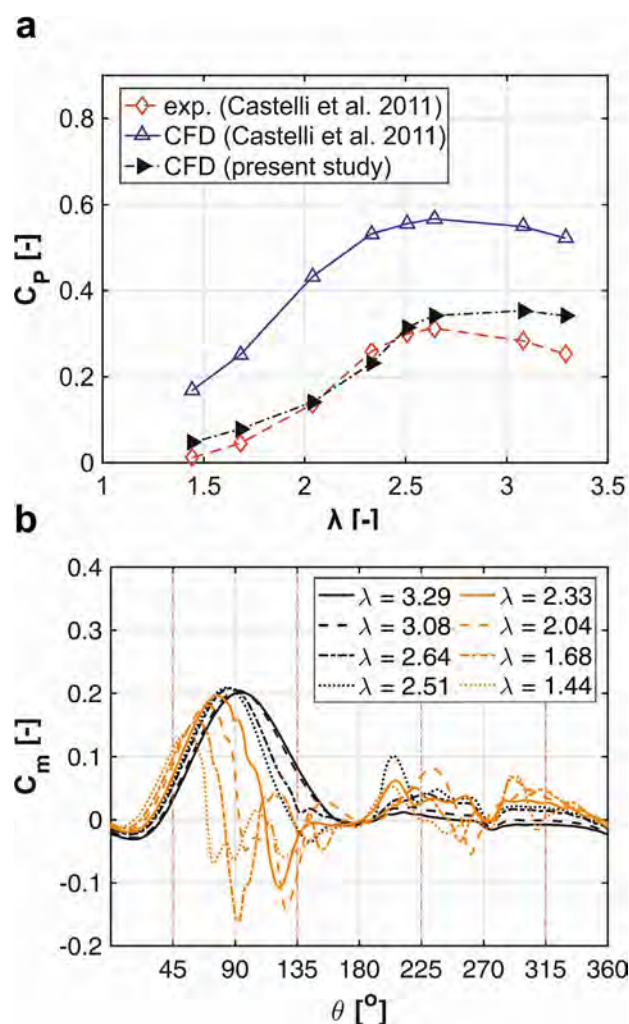 a
0.8
0.6
0.4
0.2
0
C_P [-]
exp. (Castelli et al. 2011)
CFD (Castelli et al. 2011)
CFD (present study)
1 1.5 2 2.5 3 3.5
λ [-]
b
0.4
0.3
0.2
0.1
0
-0.1
-0.2
C_m [-]
λ = 3.29 λ = 2.33
λ = 3.08 λ = 2.04
λ = 2.64 λ = 1.68
λ = 2.51 λ = 1.44
45 90 135 180 225 270 315 360
θ [°]